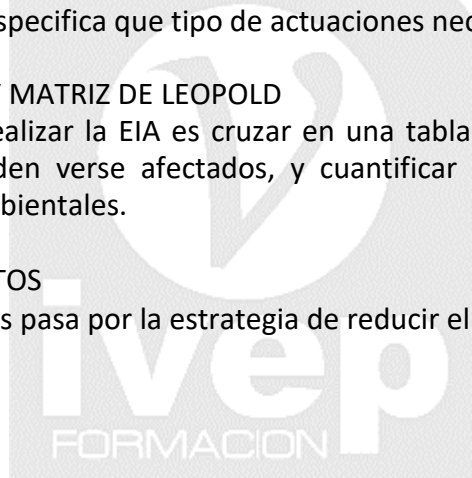 specifica que tipo de actuaciones nec
Y MATRIZ DE LEOPOLD
ealizar la EIA es cruzar en una tabla
den verse afectados, y cuantificar
bientales.
TOS
s pasa por la estrategia de reducir el
ivep
FORMACION